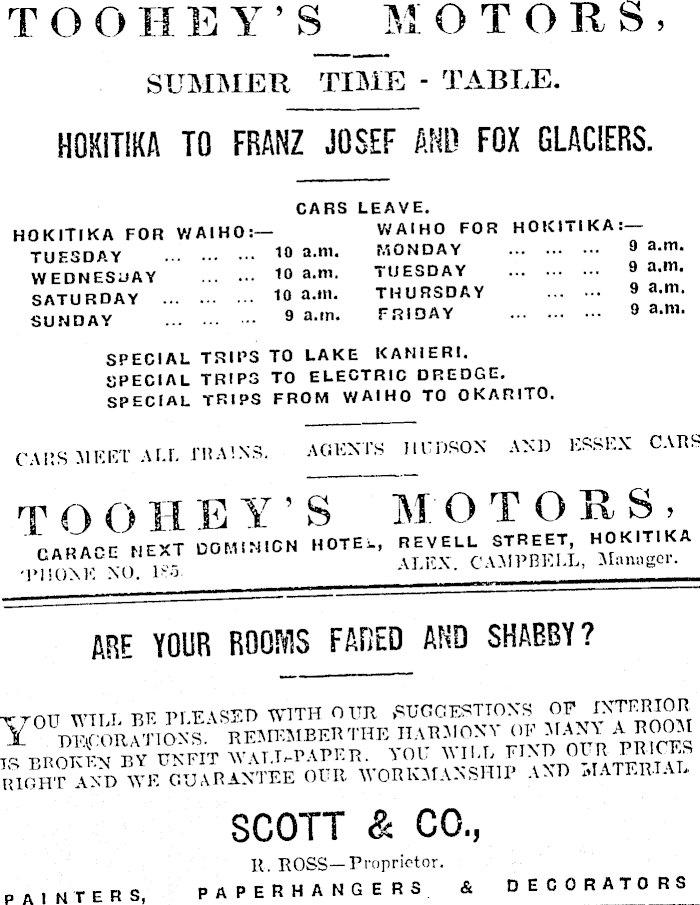 TOOHEY'S MOTORS,
SUMMER TIME - TABLE.
HOKITIKA TO FRANZ JOSEF AND FOX GLACIERS.
CARS LEAVE.
HOKITIKA FOR WAIHO:—
TUESDAY ... ... ... 10 a.m.
WEDNESDAY ... ... 10 a.m.
SATURDAY ... ... ... 10 a.m.
SUNDAY ... ... ... 9 a.m.
WAIHO FOR HOKITIKA:—
MONDAY ... ... ... 9 a.m.
TUESDAY ... ... ... 9 a.m.
THURSDAY ... ... 9 a.m.
FRIDAY ... ... ... 9 a.m.
SPECIAL TRIPS TO LAKE KANIERI.
SPECIAL TRIPS TO ELECTRIC DREDGE.
SPECIAL TRIPS FROM WAIHO TO OKARITO.
CARS MEET ALL TRAINS. AGENTS HUDSON AND ESSEX CARS
TOOHEY'S MOTORS,
GARAGE NEXT DOMINION HOTEL, REVELL STREET, HOKITIKA
'PHONE NO. 185. ALEX. CAMPBELL, Manager.
ARE YOUR ROOMS FADED AND SHABBY?
YOU WILL BE PLEASED WITH OUR SUGGESTIONS OF INTERIOR
DECORATIONS. REMEMBER THE HARMONY OF MANY A ROOM
IS BROKEN BY UNFIT WALL-PAPER. YOU WILL FIND OUR PRICES
RIGHT AND WE GUARANTEE OUR WORKMANSHIP AND MATERIAL
SCOTT & CO.,
R. ROSS—Proprietor.
PAINTERS, PAPERHANGERS & DECORATORS